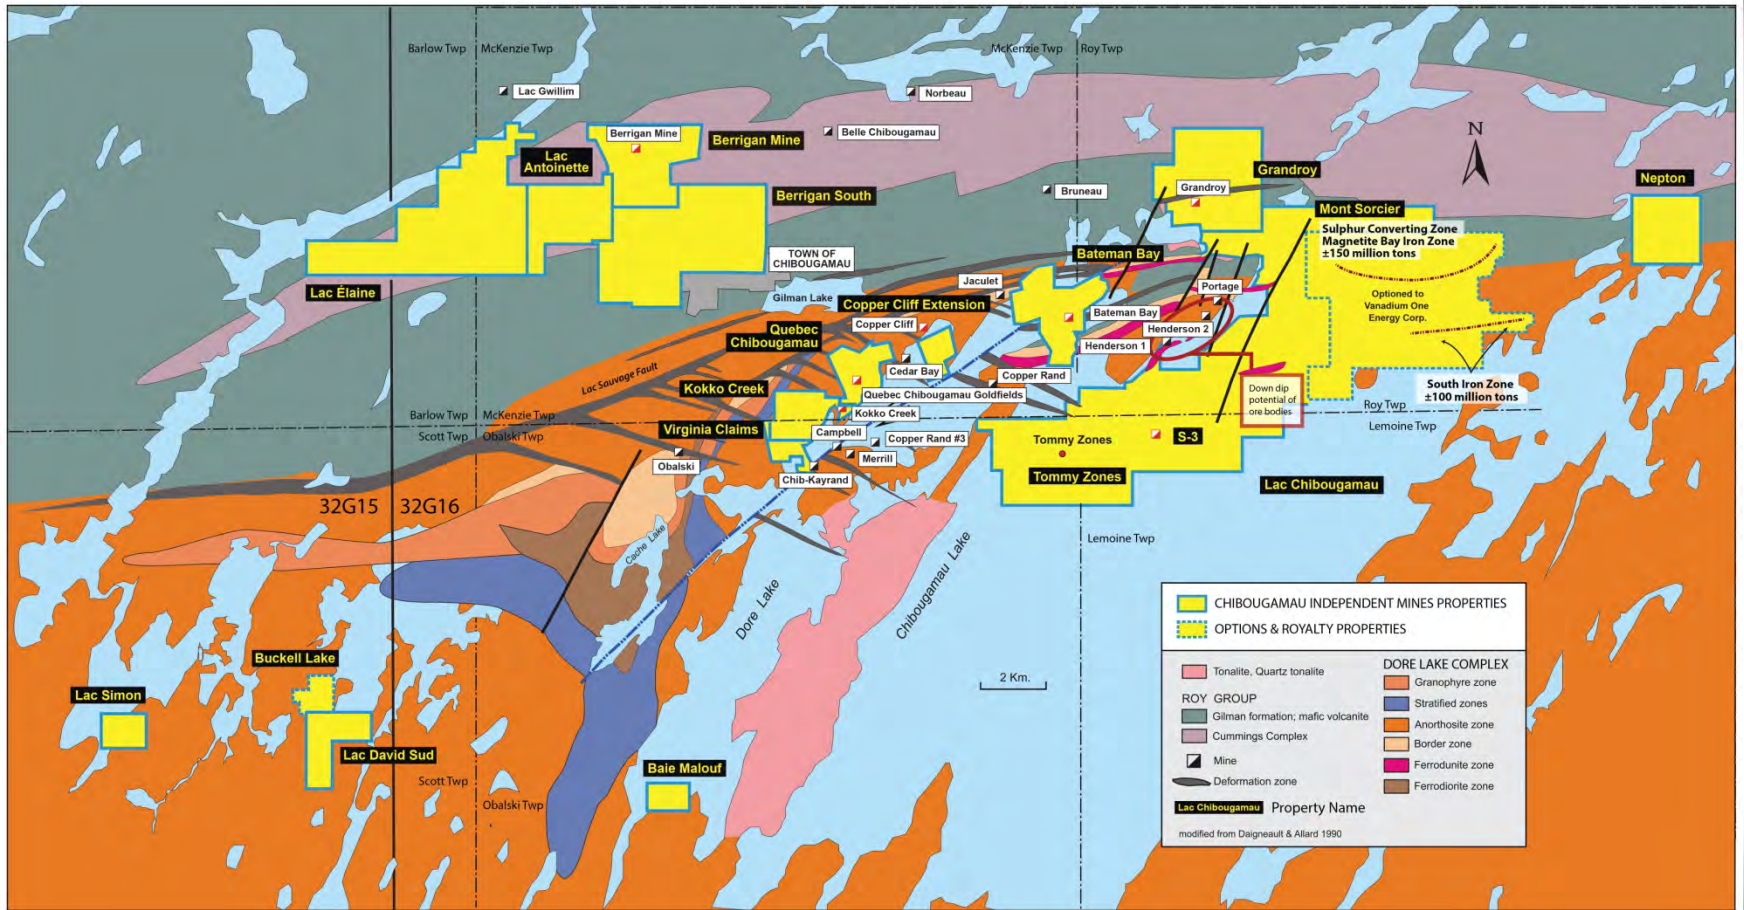 Barlow Twp
McKenzie Twp
McKenzie Twp
Roy Twp
Lac Gwillim
Norbeau
Berrigan Mine
Berrigan Mine
Belle Chibougamau
N
Lac
Antoinette
Grandroy
Nepton
Berrigan South
Bruneau
Grandroy
Mont Sorcier
Sulphur Converting Zone
Magnetite Bay Iron Zone
±150 million tons
TOWN OF
CHIBOUGAMAU
Bateman Bay
Lac Élaine
Gilman Lake
Jaculet
Portage
Optioned to
Vanadium One
Energy Corp.
Copper Cliff Extension
Bateman Bay
Copper Cliff
Henderson 2
Quebec
Chibougamau
Henderson 1
Lac Sauvage Fault
Cedar Bay
Copper Rand
Kokko Creek
Quebec Chibougamau Goldfields
Down dip
potential of
ore bodies
South Iron Zone
±100 million tons
Barlow Twp
McKenzie Twp
Kokko Creek
Roy Twp
Lemoine Twp
Scott Twp
Obalski Twp
Virginia Claims
Campbell
Copper Rand #3
Tommy Zones
S-3
Merrill
Obalski
Chib-Kayrand
Tommy Zones
Lac Chibougamau
32G15
32G16
Cache Lake
Lemoine Twp
Dore Lake
Chibougamau Lake
CHIBOUGAMAU INDEPENDENT MINES PROPERTIES
OPTIONS & ROYALTY PROPERTIES
Buckell Lake
Lac Simon
Lac David Sud
2 Km.
Baie Malouf
Scott Twp
Obalski Twp
Tonalite, Quartz tonalite
ROY GROUP
Gilman formation; mafic volcanite
Cummings Complex
Mine
Deformation zone
Lac Chibougamau
Property Name
modified from Daigneault & Allard 1990
DORE LAKE COMPLEX
Granophyre zone
Stratified zones
Anorthosite zone
Border zone
Ferrodunite zone
Ferrodiorite zone